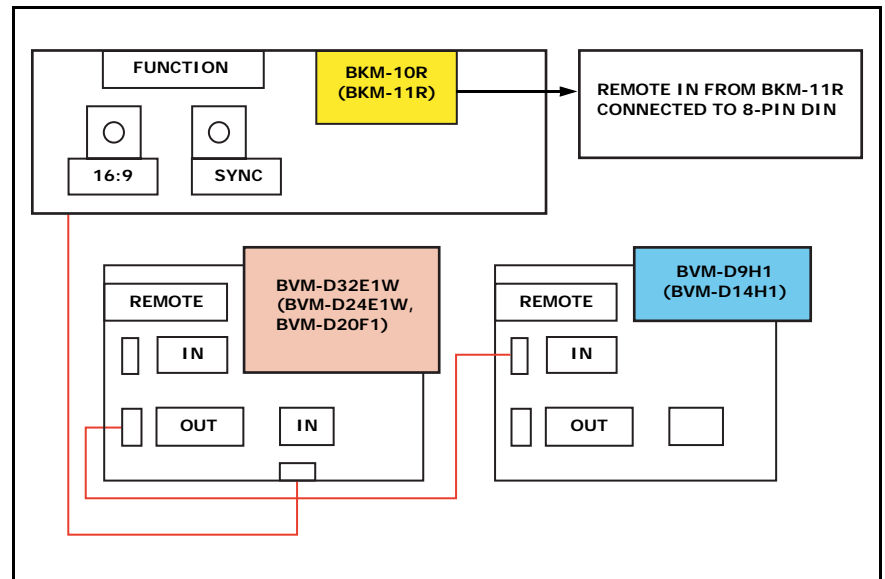 FUNCTION
BKM-10R
(BKM-11R)
REMOTE IN FROM BKM-11R
CONNECTED TO 8-PIN DIN
16:9
SYNC
BVM-D32E1W
(BVM-D24E1W,
BVM-D20F1)
REMOTE
IN
OUT
IN
BVM-D9H1
(BVM-D14H1)
REMOTE
IN
OUT